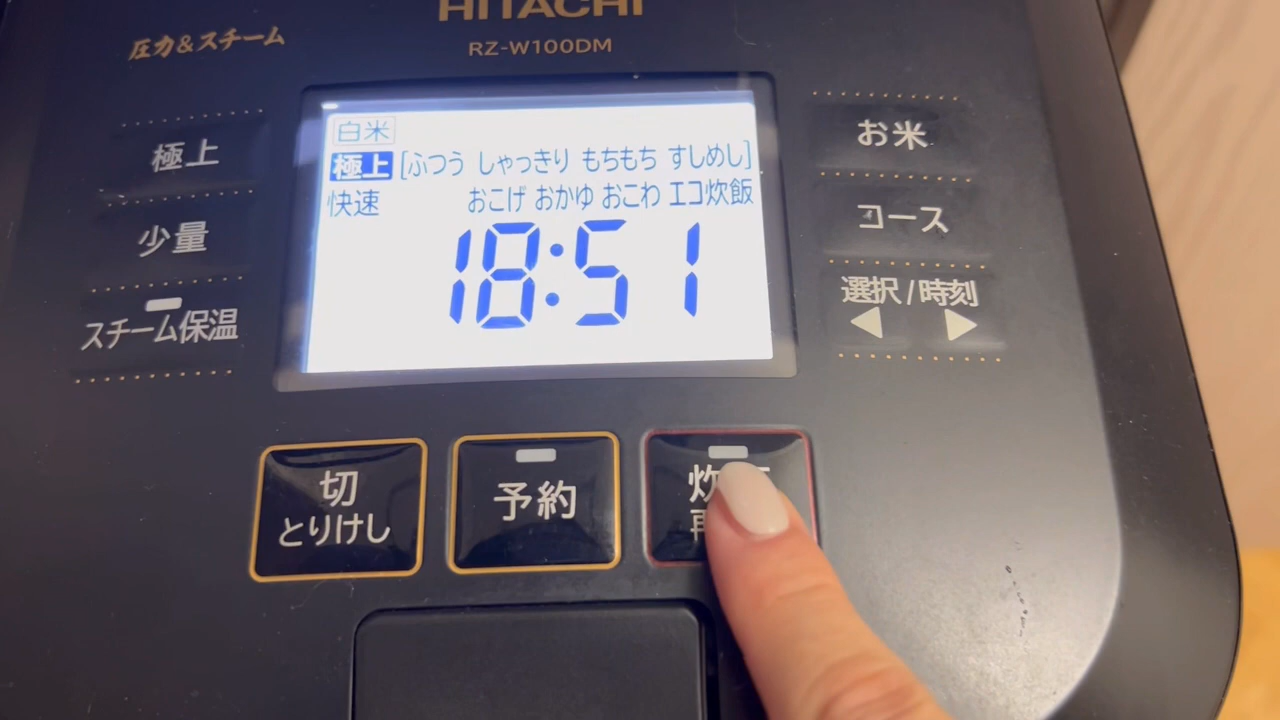 HITACHI
圧力&スチーム
RZ-W100DM
極上
少量
スチーム保温
白米
極上 [ふつう しゃっきり もちもち すしめし]
快速 おこげ おかゆ おこわ エコ炊飯
18:51
お米
コース
選択/時刻
切
とりけし
予約
炊
再